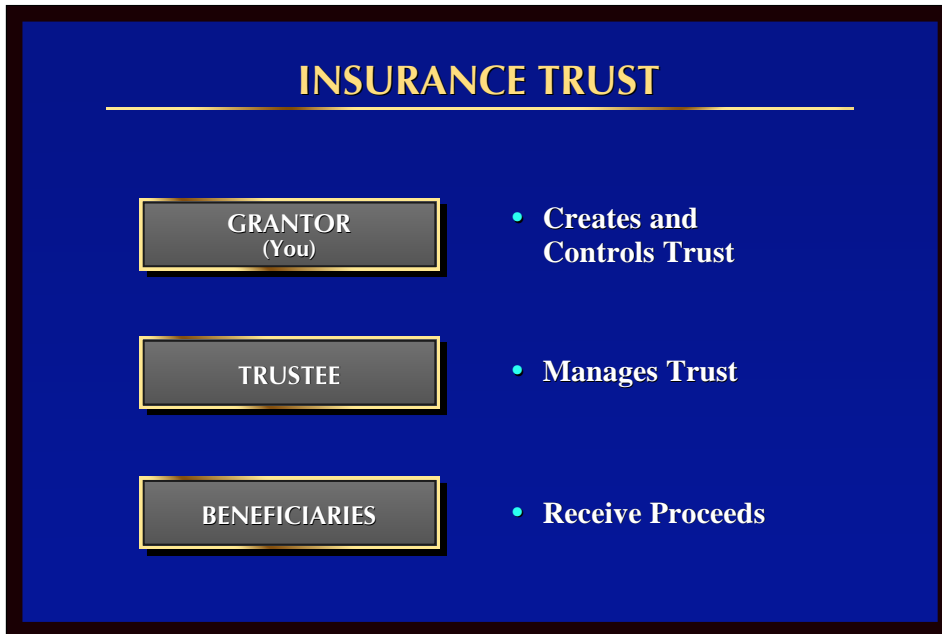 INSURANCE TRUST
GRANTOR
(You)
• Creates and
Controls Trust
TRUSTEE
• Manages Trust
BENEFICIARIES
• Receive Proceeds